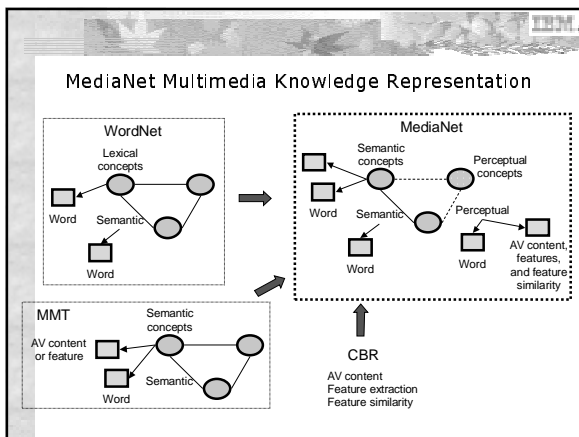 IBM
MediaNet Multimedia Knowledge Representation
WordNet
Lexical
concepts
Word
Semantic
Word
MediaNet
Semantic
concepts
Perceptual
concepts
Word
Semantic
Word
Perceptual
Word
AV content,
features,
and feature
similarity
MMT
Semantic
concepts
AV content
or feature
Semantic
Word
CBR
AV content
Feature extraction
Feature similarity